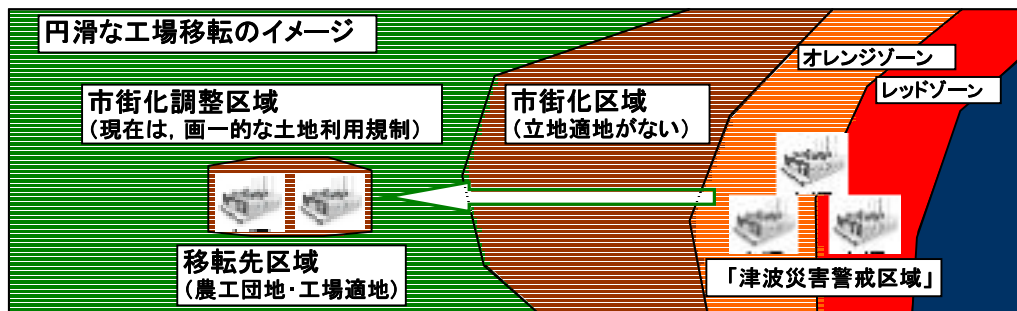 円滑な工場移転のイメージ
オレンジゾーン
レッドゾーン
市街化調整区域
（現在は，画一的な土地利用規制）
市街化区域
（立地適地がない）
移転先区域
（農工団地・工場適地）
「津波災害警戒区域」